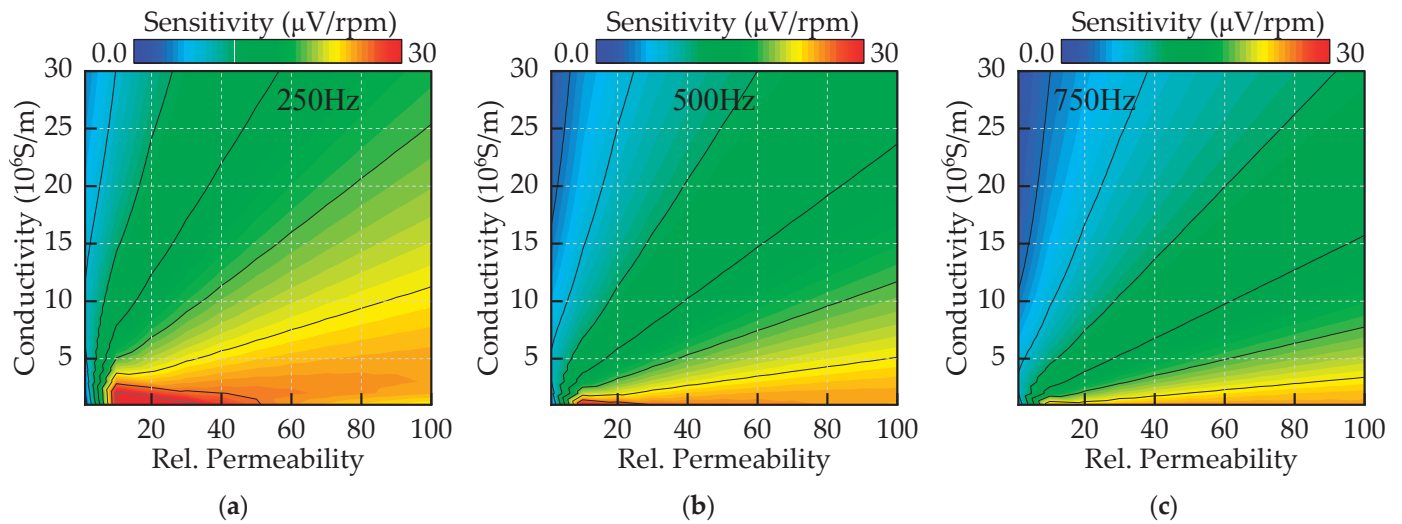 Sensitivity (μV/rpm)
0.0 30
30
25
20
15
10
5
Conductivity (10⁶S/m)
250Hz
20 40 60 80 100
Rel. Permeability
(a)
Sensitivity (μV/rpm)
0.0 30
30
25
20
15
10
5
Conductivity (10⁶S/m)
500Hz
20 40 60 80 100
Rel. Permeability
(b)
Sensitivity (μV/rpm)
0.0 30
30
25
20
15
10
5
Conductivity (10⁶S/m)
750Hz
20 40 60 80 100
Rel. Permeability
(c)